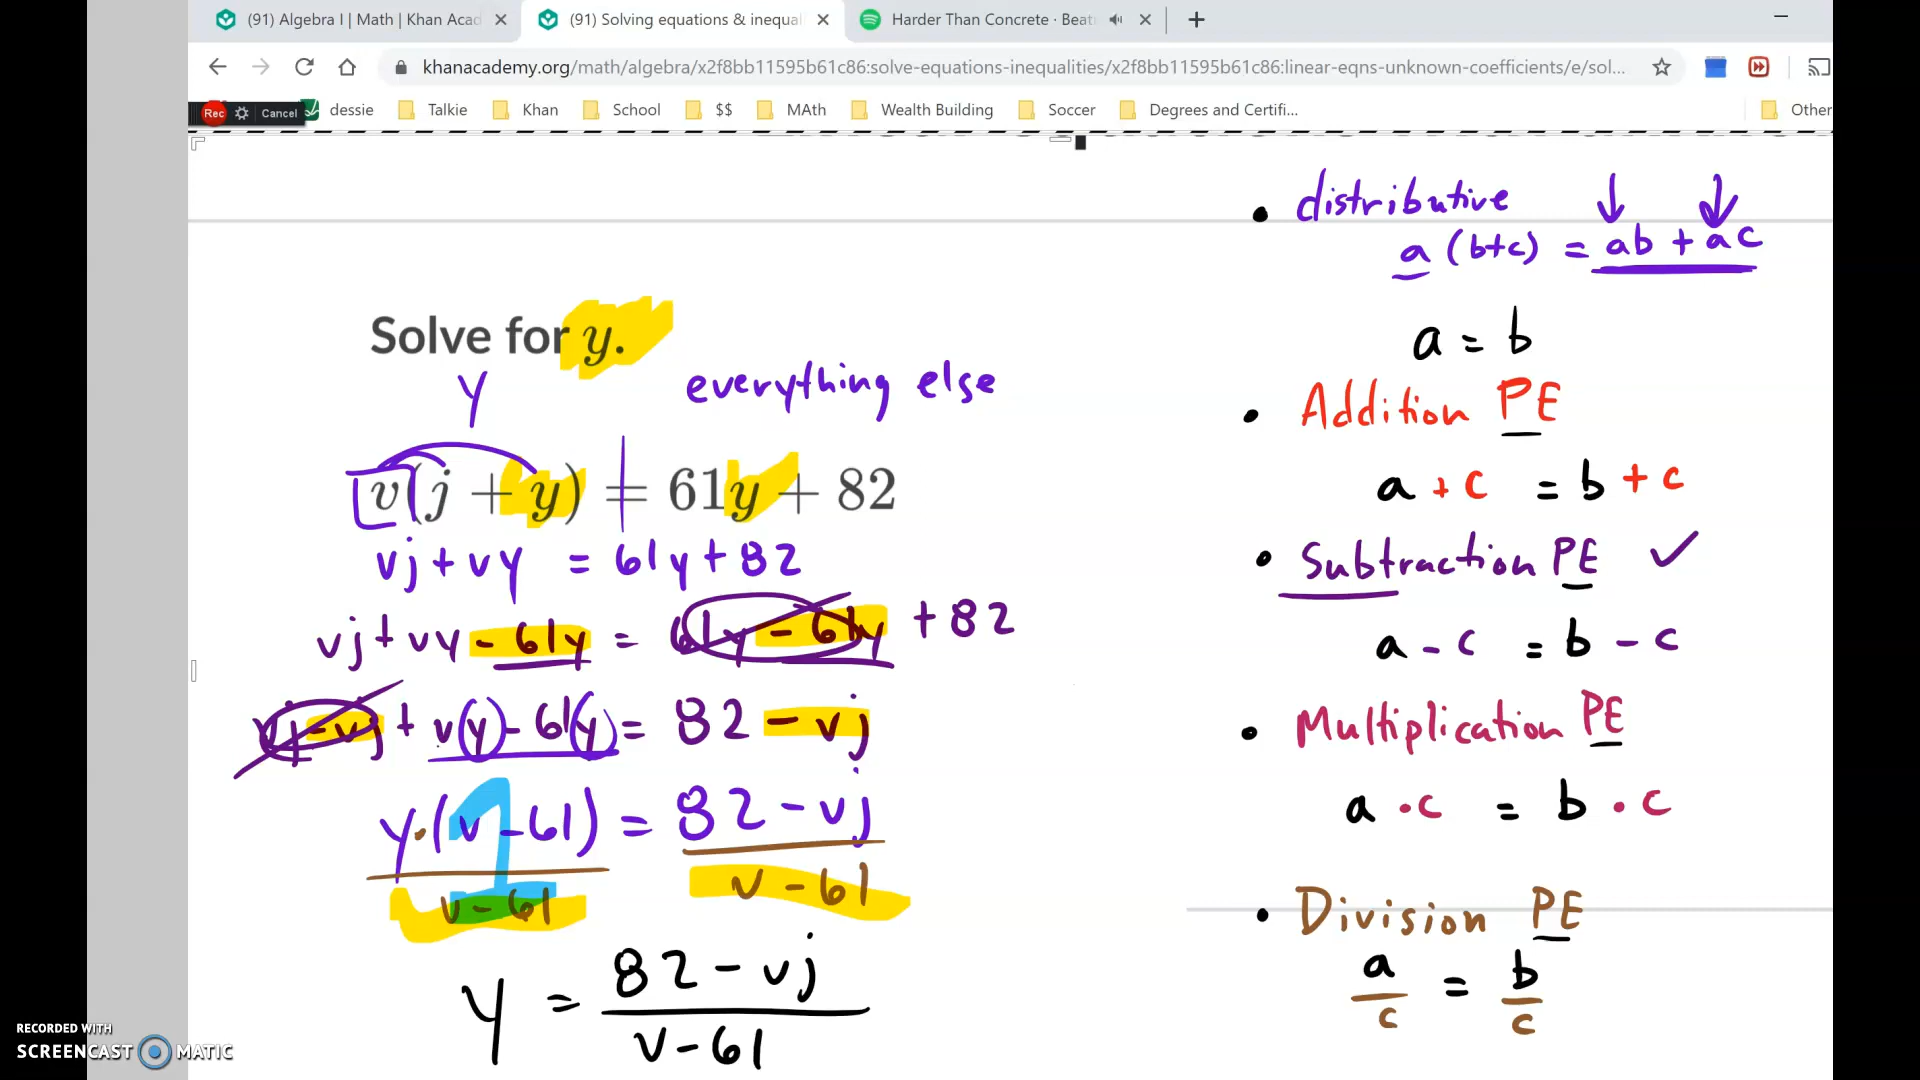 (91) Algebra I | Math | Khan Acad
(91) Solving equations & inequal
Harder Than Concrete · Beat
khanacademy.org/math/algebra/x2f8bb11595b61c86:solve-equations-inequalities/x2f8bb11595b61c86:linear-eqns-unknown-coefficients/e/sol...
Rec Cancel dessie Talkie Khan School $$ MAth Wealth Building Soccer Degrees and Certifi... Other
Solve for y.
y everything else
v(j + y) = 61y + 82
vj + vy = 61y + 82
vj + vy - 61y = 61y - 61y + 82
vj - vj + v(y) - 61(y) = 82 - vj
y·(v - 61) = 82 - vj
v - 61 v - 61
1
y = 82 - vj
v - 61
• distributive ↓ ↓
a (b+c) = ab + ac
a = b
• Addition PE
a + c = b + c
• Subtraction PE ✓
a - c = b - c
• Multiplication PE
a · c = b · c
• Division PE
a = b
c c
RECORDED WITH
SCREENCAST MATIC